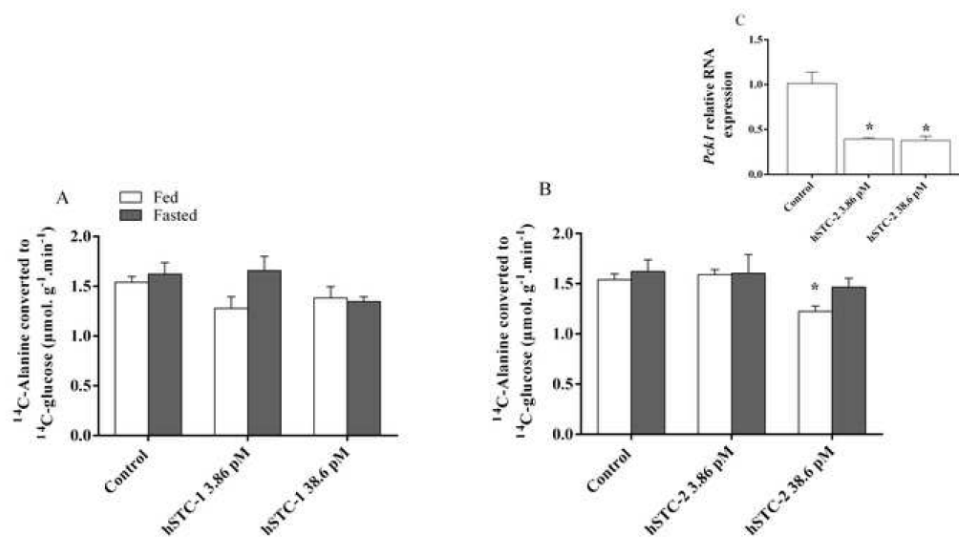 C
Pck1 relative RNA
expression
1.5
1.0
0.5
0.0
*
*
Control
hSTC-2 3.86 pM
hSTC-2 38.6 pM
A
Fed
Fasted
¹⁴C-Alanine converted to
¹⁴C-glucose (µmol. g⁻¹.min⁻¹)
2.0
1.5
1.0
0.5
0.0
Control
hSTC-1 3.86 pM
hSTC-1 38.6 pM
B
¹⁴C-Alanine converted to
¹⁴C-glucose (µmol. g⁻¹.min⁻¹)
2.0
1.5
1.0
0.5
0.0
*
Control
hSTC-2 3.86 pM
hSTC-2 38.6 pM